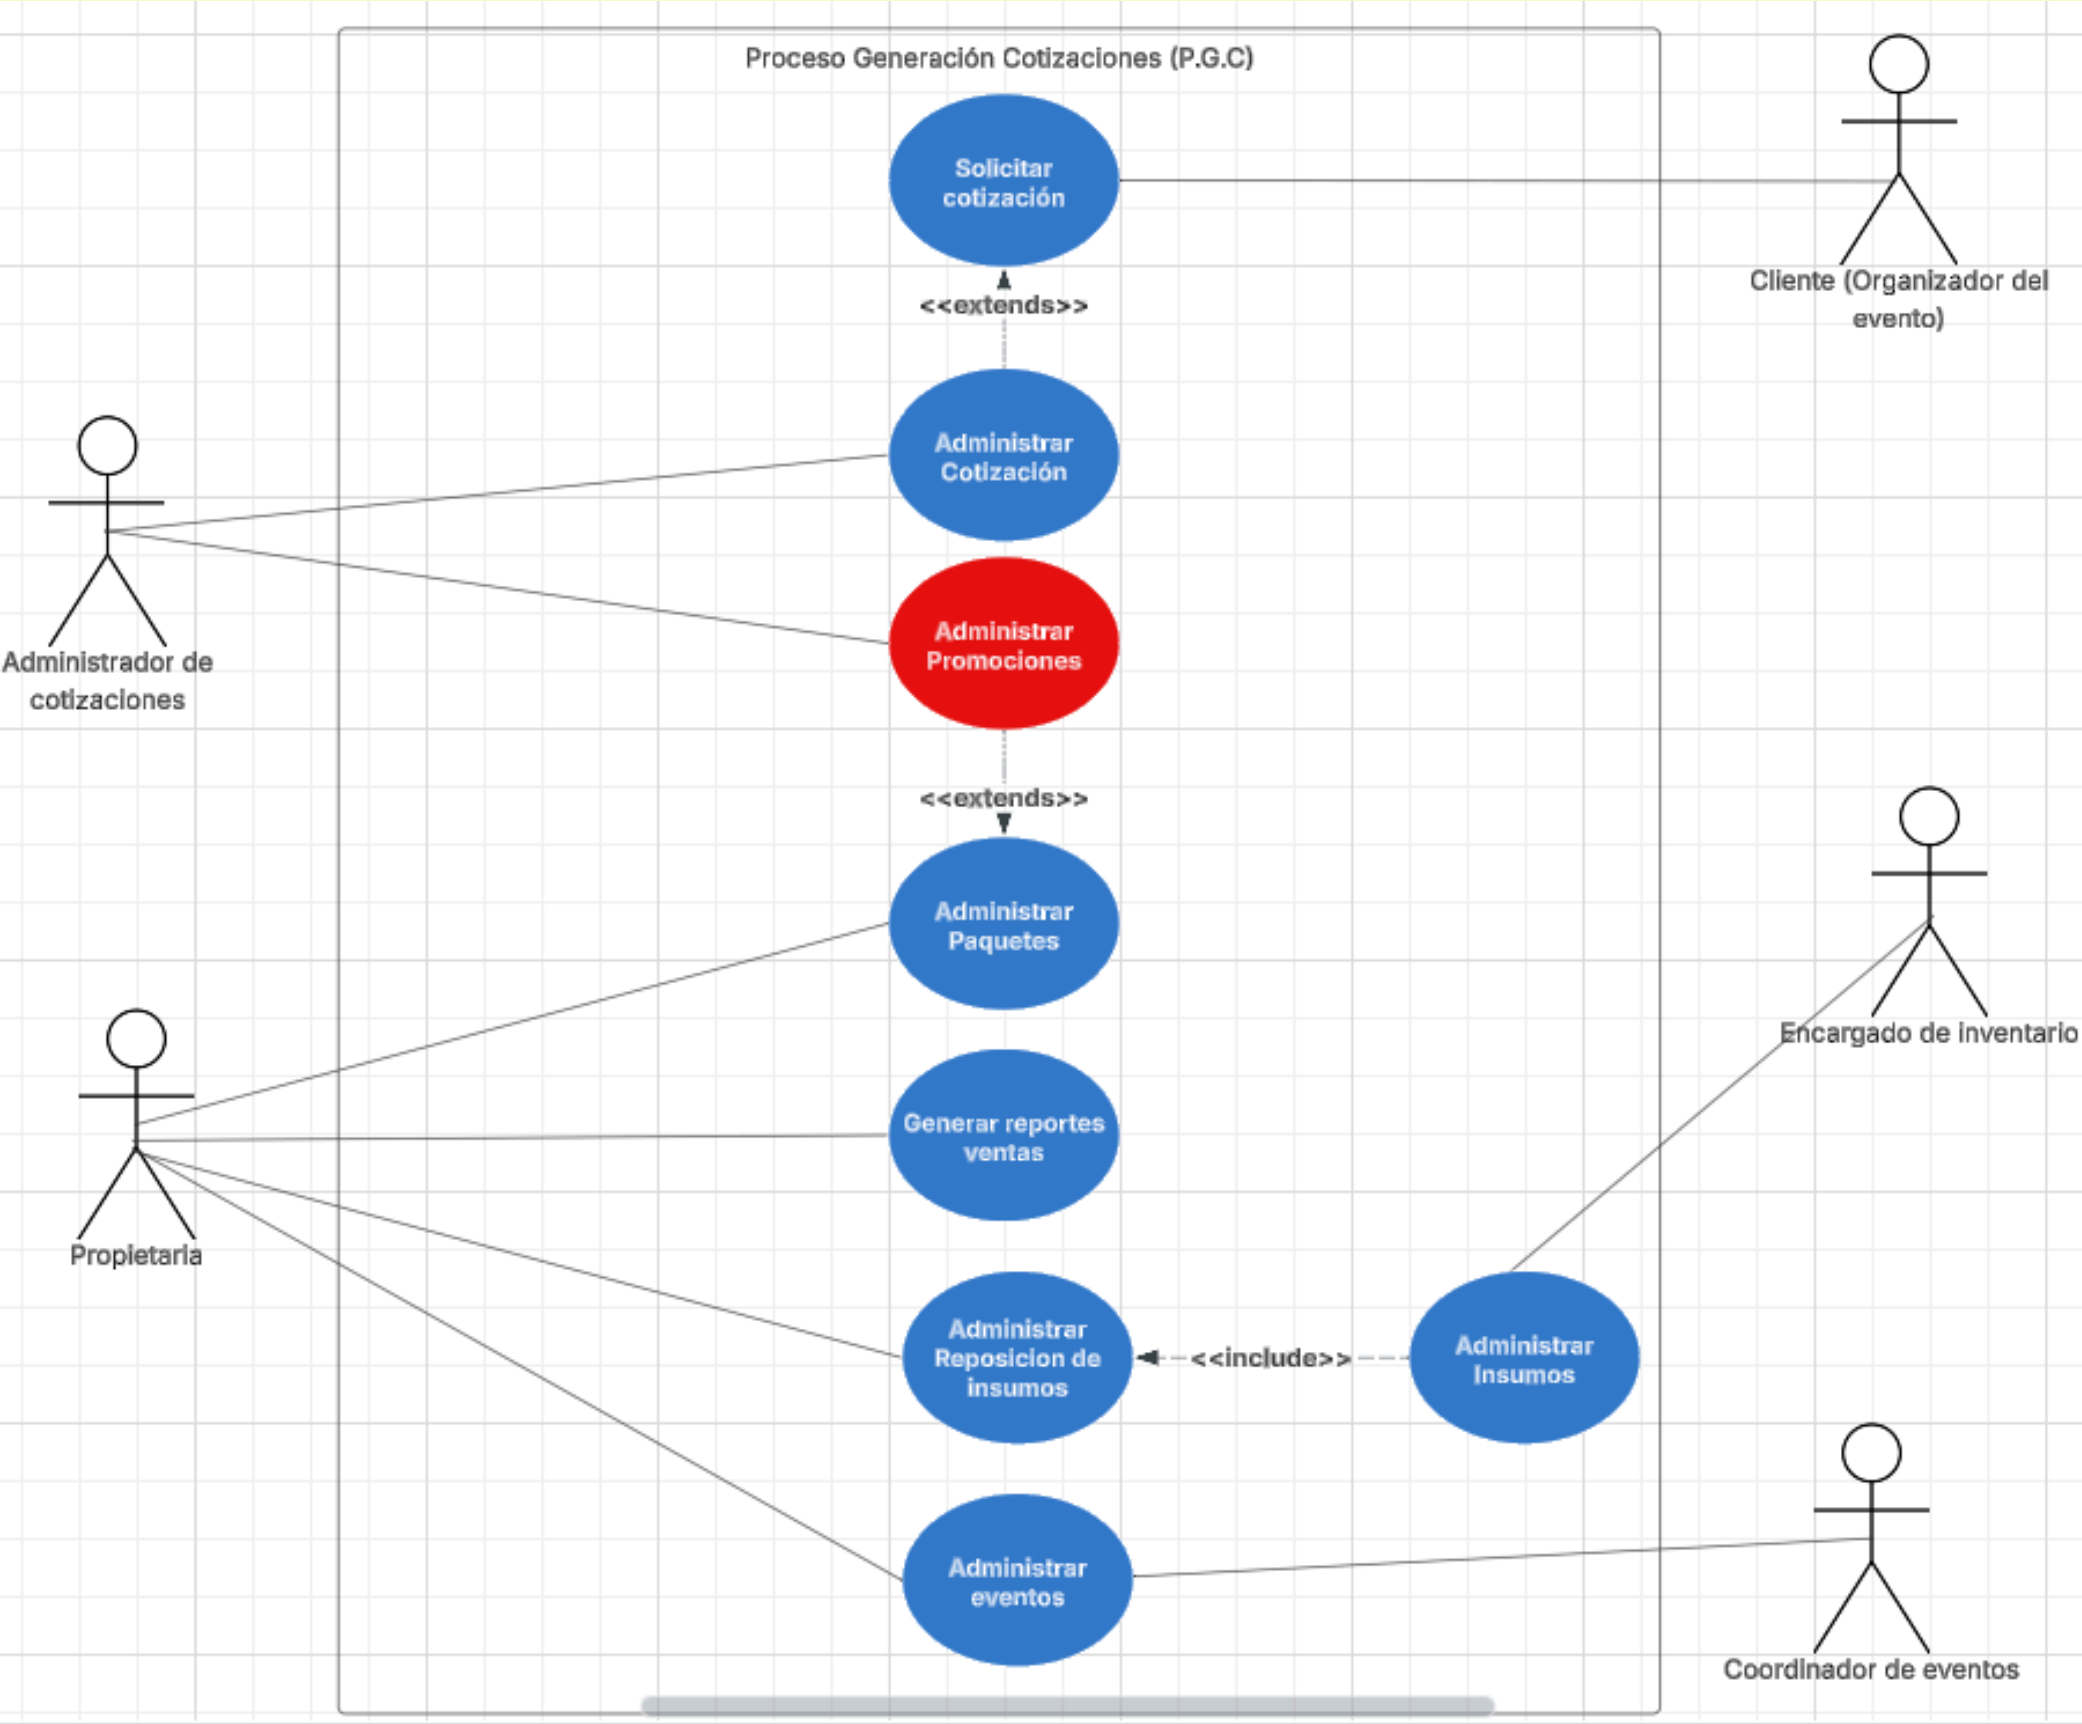 Proceso Generación Cotizaciones (P.G.C)
Solicitar
cotización
Cliente (Organizador del
evento)
<<extends>>
Administrar
Cotización
Administrador de
cotizaciones
Administrar
Promociones
<<extends>>
Administrar
Paquetes
Encargado de inventario
Generar reportes
ventas
Propietaria
Administrar
Reposicion de
insumos
<<include>>
Administrar
Insumos
Administrar
eventos
Coordinador de eventos